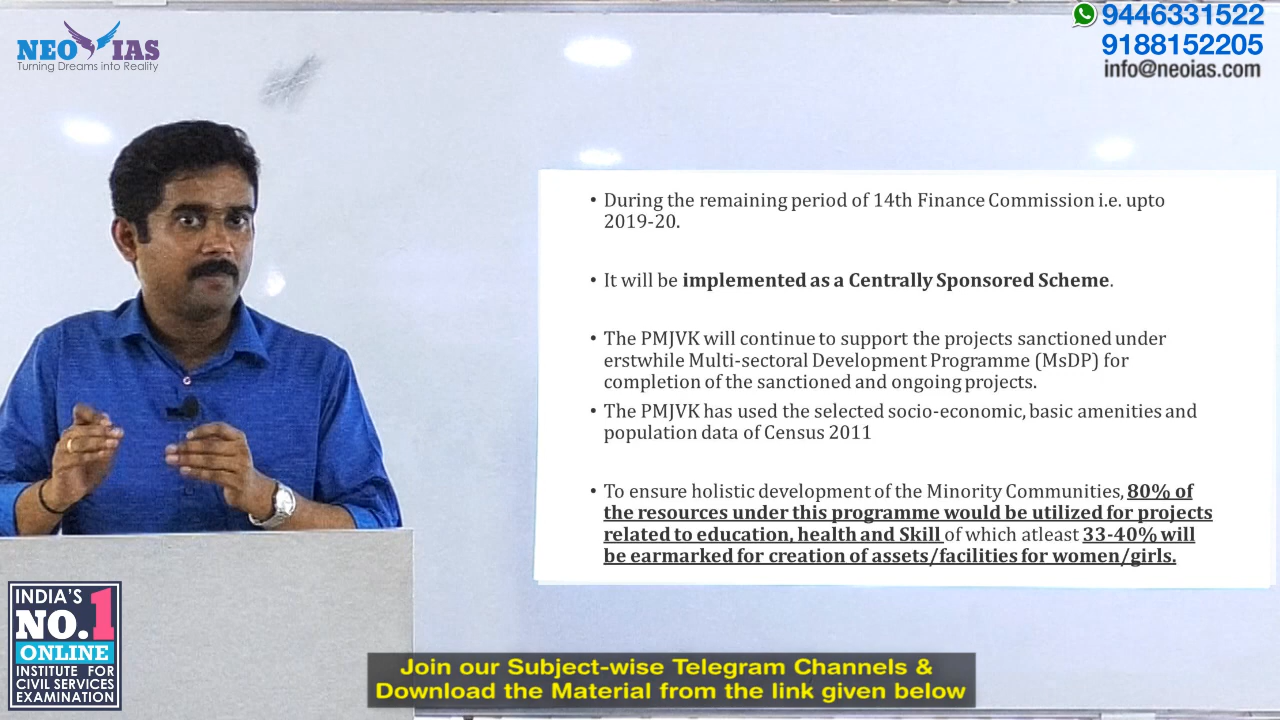 NEO IAS
Turning Dreams into Reality
9446331522
9188152205
info@neoias.com
• During the remaining period of 14th Finance Commission i.e. upto
2019-20.
• It will be implemented as a Centrally Sponsored Scheme.
• The PMJVK will continue to support the projects sanctioned under
erstwhile Multi-sectoral Development Programme (MsDP) for
completion of the sanctioned and ongoing projects.
• The PMJVK has used the selected socio-economic, basic amenities and
population data of Census 2011
• To ensure holistic development of the Minority Communities, 80% of
the resources under this programme would be utilized for projects
related to education, health and Skill of which atleast 33-40% will
be earmarked for creation of assets/facilities for women/girls.
INDIA'S
NO.1
ONLINE
INSTITUTE FOR
CIVIL SERVICES
EXAMINATION
Join our Subject-wise Telegram Channels &
Download the Material from the link given below